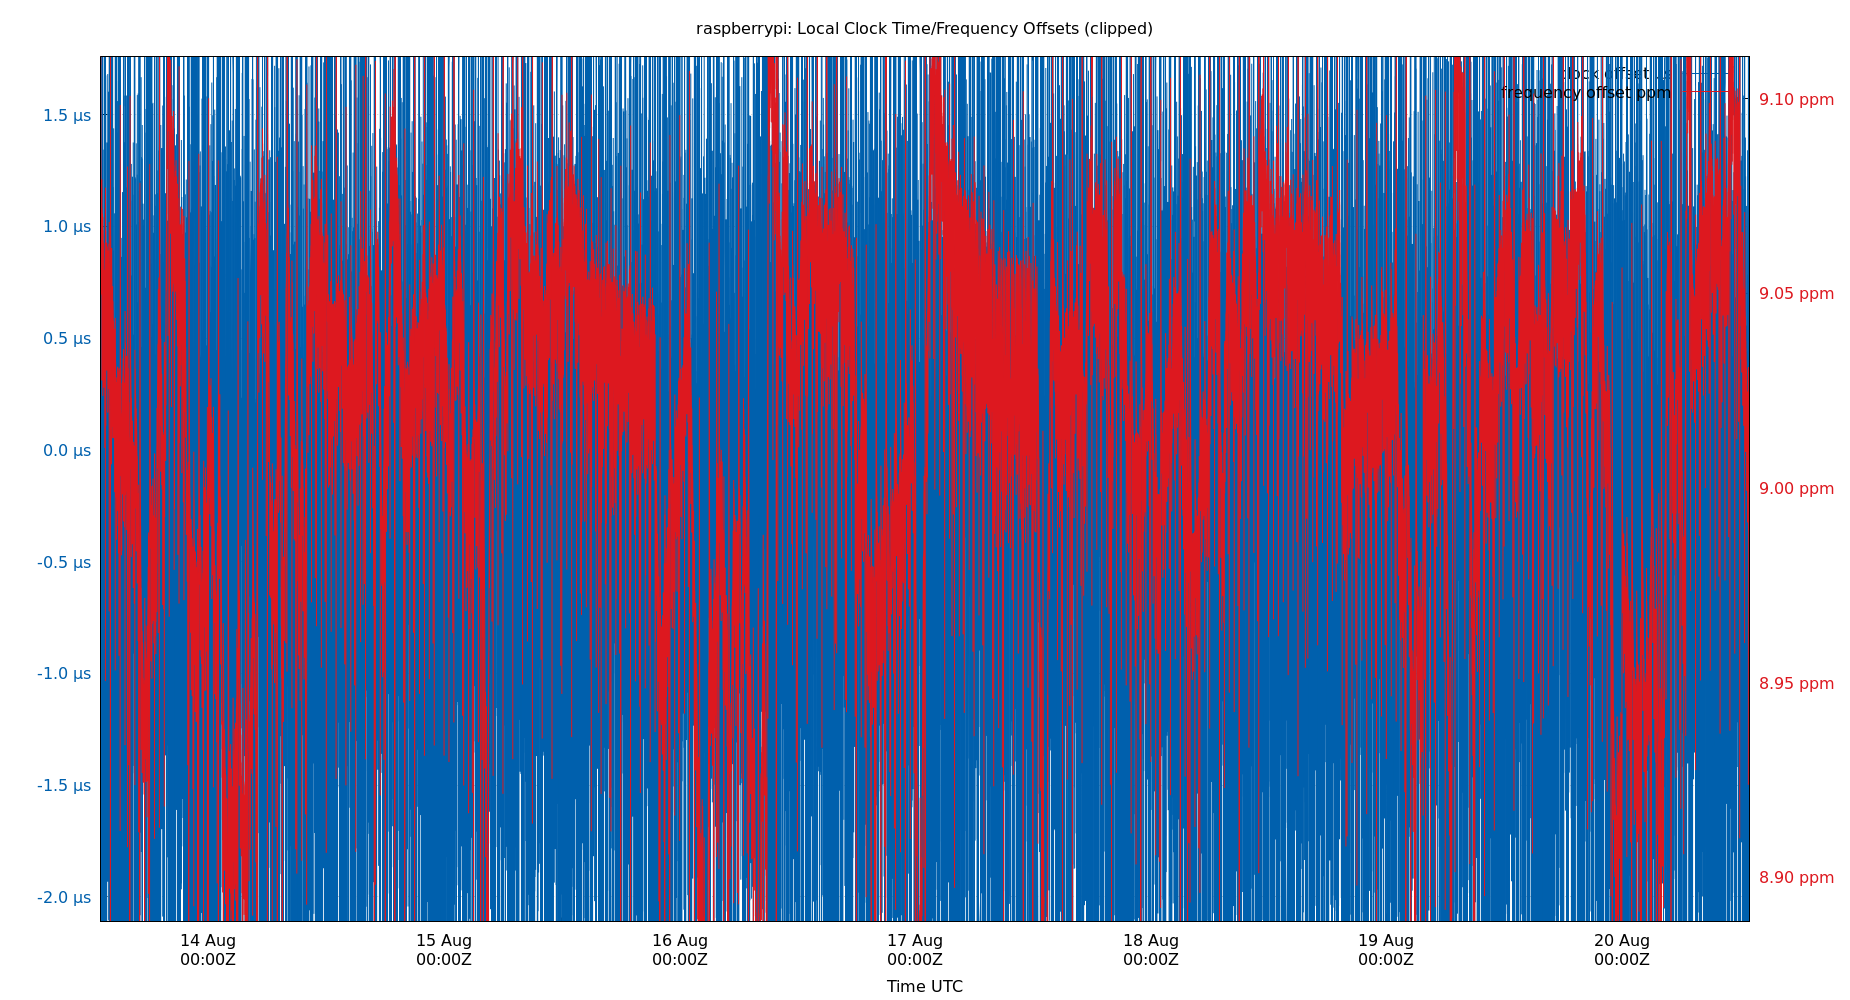 raspberrypi: Local Clock Time/Frequency Offsets (clipped)
clock offset
frequency offset ppm
1.5 µs
1.0 µs
0.5 µs
0.0 µs
-0.5 µs
-1.0 µs
-1.5 µs
-2.0 µs
9.10 ppm
9.05 ppm
9.00 ppm
8.95 ppm
8.90 ppm
14 Aug
00:00Z
15 Aug
00:00Z
16 Aug
00:00Z
17 Aug
00:00Z
18 Aug
00:00Z
19 Aug
00:00Z
20 Aug
00:00Z
Time UTC